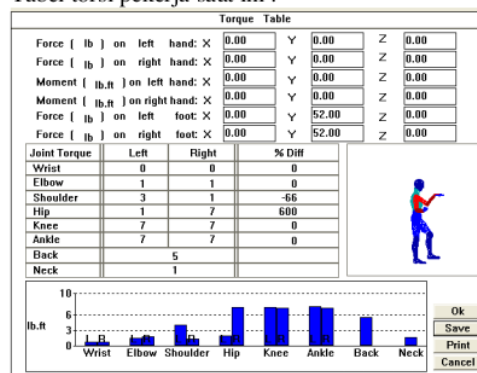 Tabel torsi pekerja saat ini :
Torque Table
Force ( lb ) on left hand: X 0.00 Y 0.00 Z 0.00
Force ( lb ) on right hand: X 0.00 Y 0.00 Z 0.00
Moment ( lb.ft ) on left hand: X 0.00 Y 0.00 Z 0.00
Moment ( lb.ft ) on right hand: X 0.00 Y 0.00 Z 0.00
Force ( lb ) on left foot: X 0.00 Y 52.00 Z 0.00
Force ( lb ) on right foot: X 0.00 Y 52.00 Z 0.00
Joint Torque Left Right % Diff
Wrist 0 0 0
Elbow 1 1 0
Shoulder 3 1 -66
Hip 1 7 600
Knee 7 7 0
Ankle 7 7 0
Back 5
Neck 1
lb.ft
10
6
3
0
L R L R L R L R L R L R
Wrist Elbow Shoulder Hip Knee Ankle Back Neck
Ok
Save
Print
Cancel